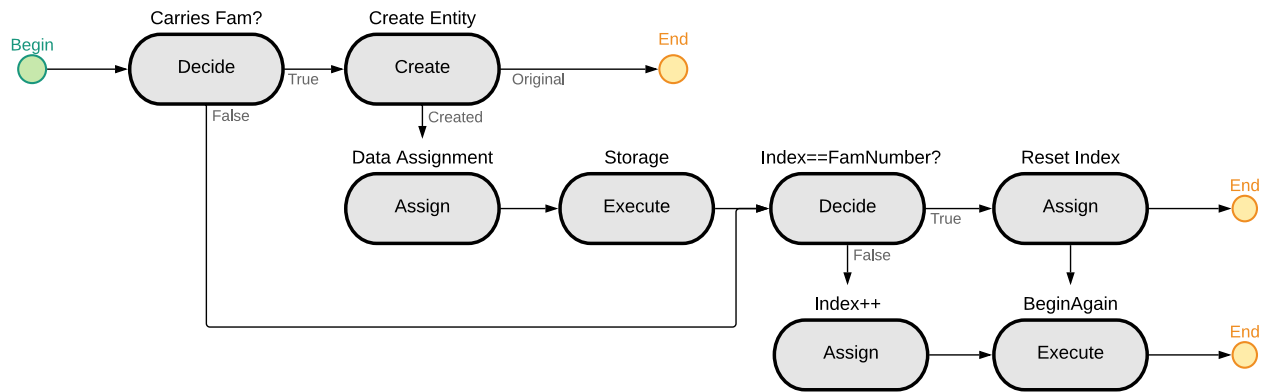 Carries Fam?
Create Entity
Begin
End
Decide
Create
True
Original
False
Created
Data Assignment
Storage
Index==FamNumber?
Reset Index
End
Assign
Execute
Decide
Assign
True
False
Index++
BeginAgain
End
Assign
Execute